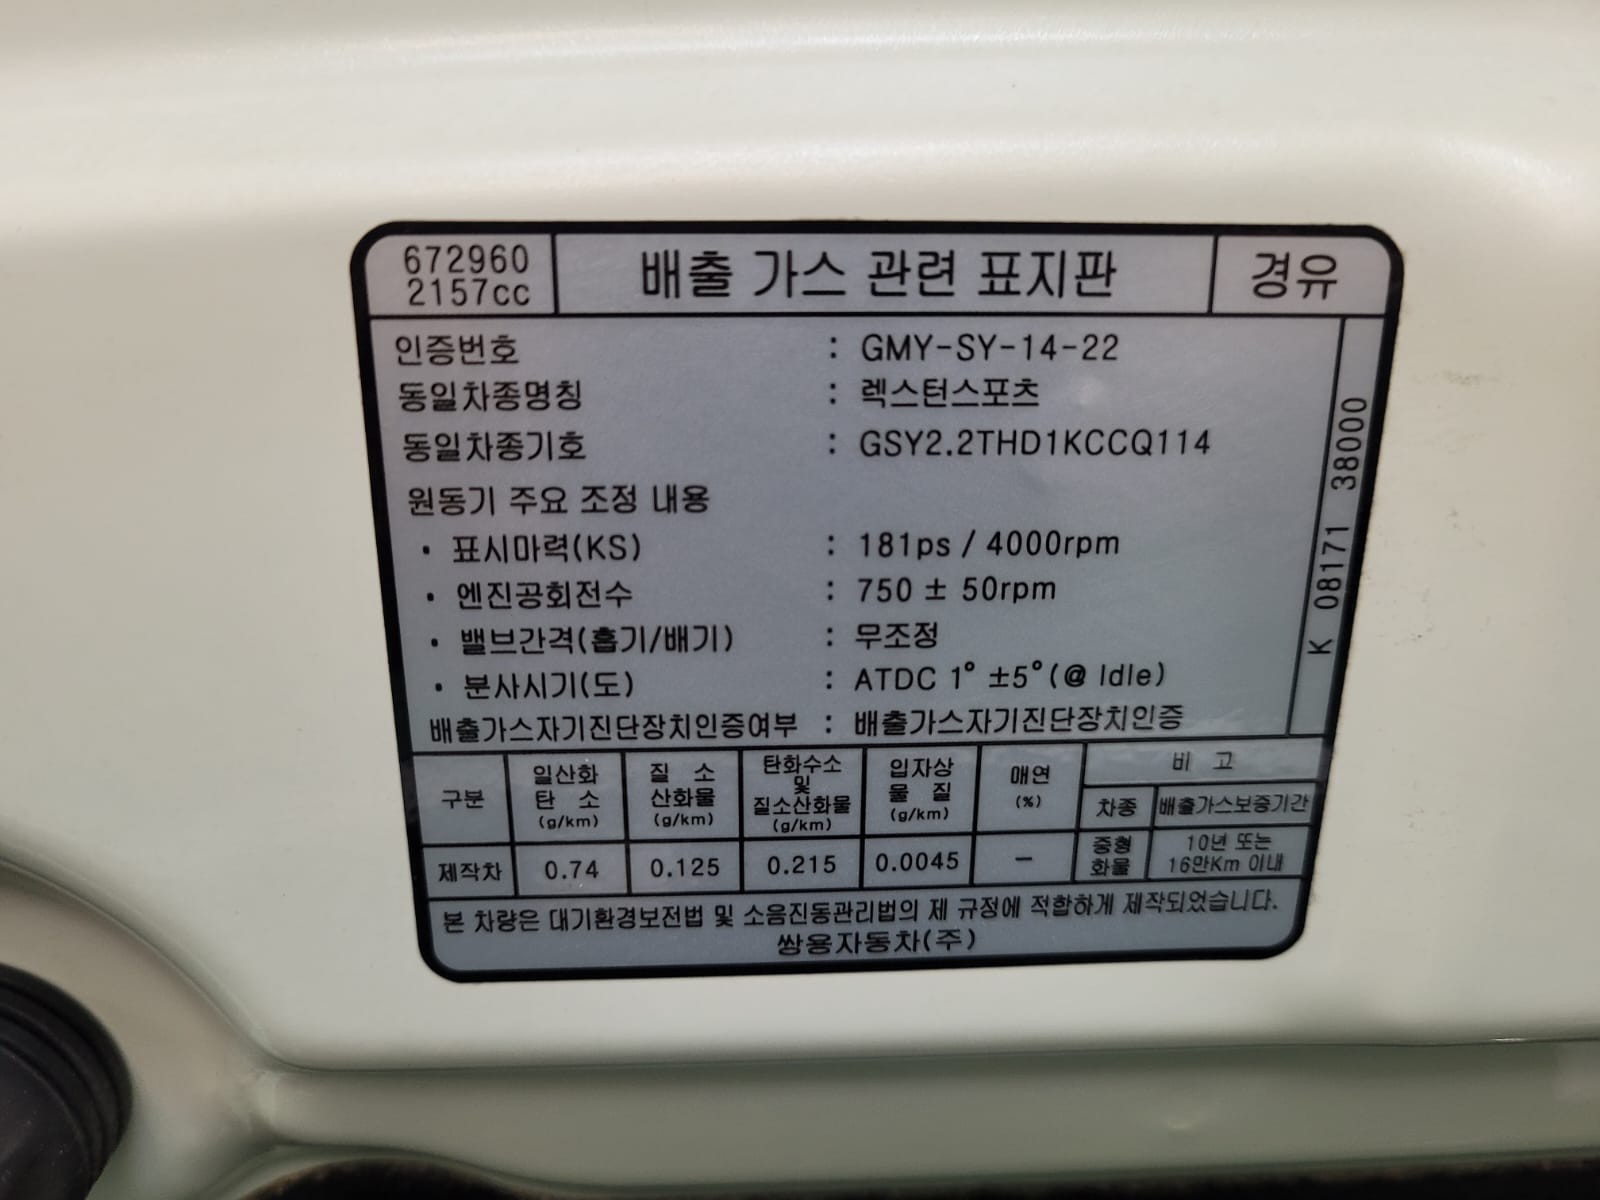 672960
2157cc
배출 가스 관련 표지판
경유
인증번호 : GMY-SY-14-22
동일차종명칭 : 렉스턴스포츠
동일차종기호 : GSY2.2THD1KCCQ114
원동기 주요 조정 내용
· 표시마력(KS) : 181ps / 4000rpm
· 엔진공회전수 : 750 ± 50rpm
· 밸브간격(흡기/배기) : 무조정
· 분사시기(도) : ATDC 1° ±5°(@ Idle)
배출가스자기진단장치인증여부 : 배출가스자기진단장치인증
K 08171 38000
구분
일산화
탄 소
(g/km)
질 소
산화물
(g/km)
탄화수소
및
질소산화물
(g/km)
입자상
물 질
(g/km)
매연
(%)
비 고
차종
배출가스보증기간
제작차
0.74
0.125
0.215
0.0045
–
중형
화물
10년 또는
16만Km 이내
본 차량은 대기환경보전법 및 소음진동관리법의 제 규정에 적합하게 제작되었습니다.
쌍용자동차(주)